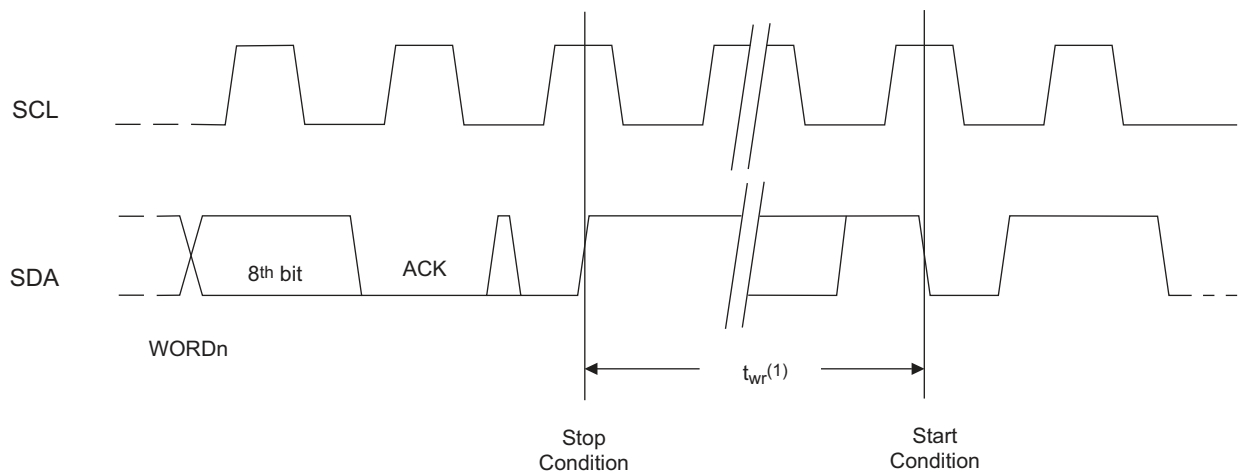 SCL
SDA
8th bit
ACK
WORDn
twr(1)
Stop
Condition
Start
Condition